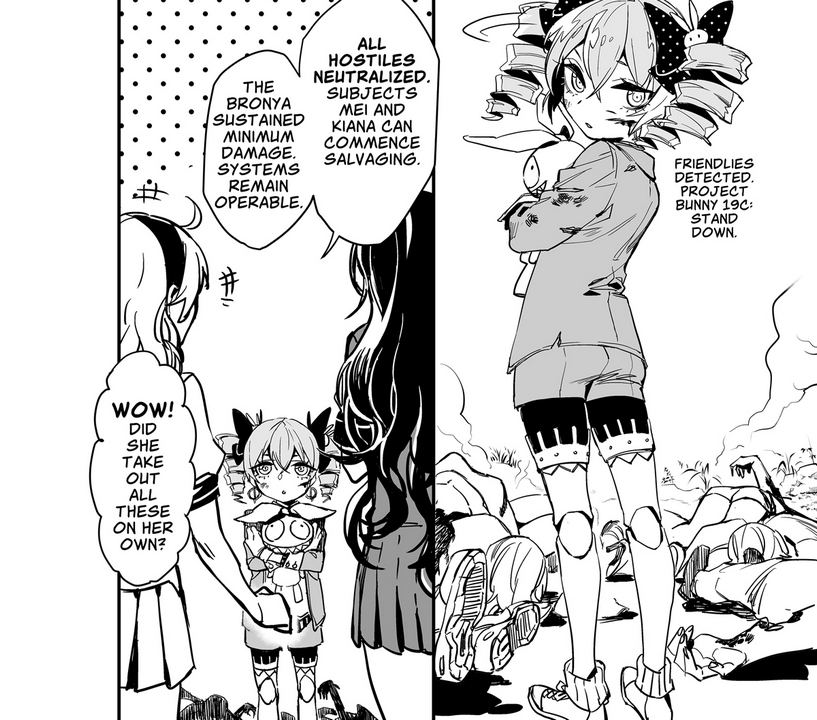 FRIENDLIES
DETECTED.
PROJECT
BUNNY 19C:
STAND
DOWN.
ALL
HOSTILES
NEUTRALIZED.
SUBJECTS
MEI AND
KIANA CAN
COMMENCE
SALVAGING.
THE
BRONYA
SUSTAINED
MINIMUM
DAMAGE.
SYSTEMS
REMAIN
OPERABLE.
WOW!
DID
SHE
TAKE
OUT
ALL
THESE
ON HER
OWN?